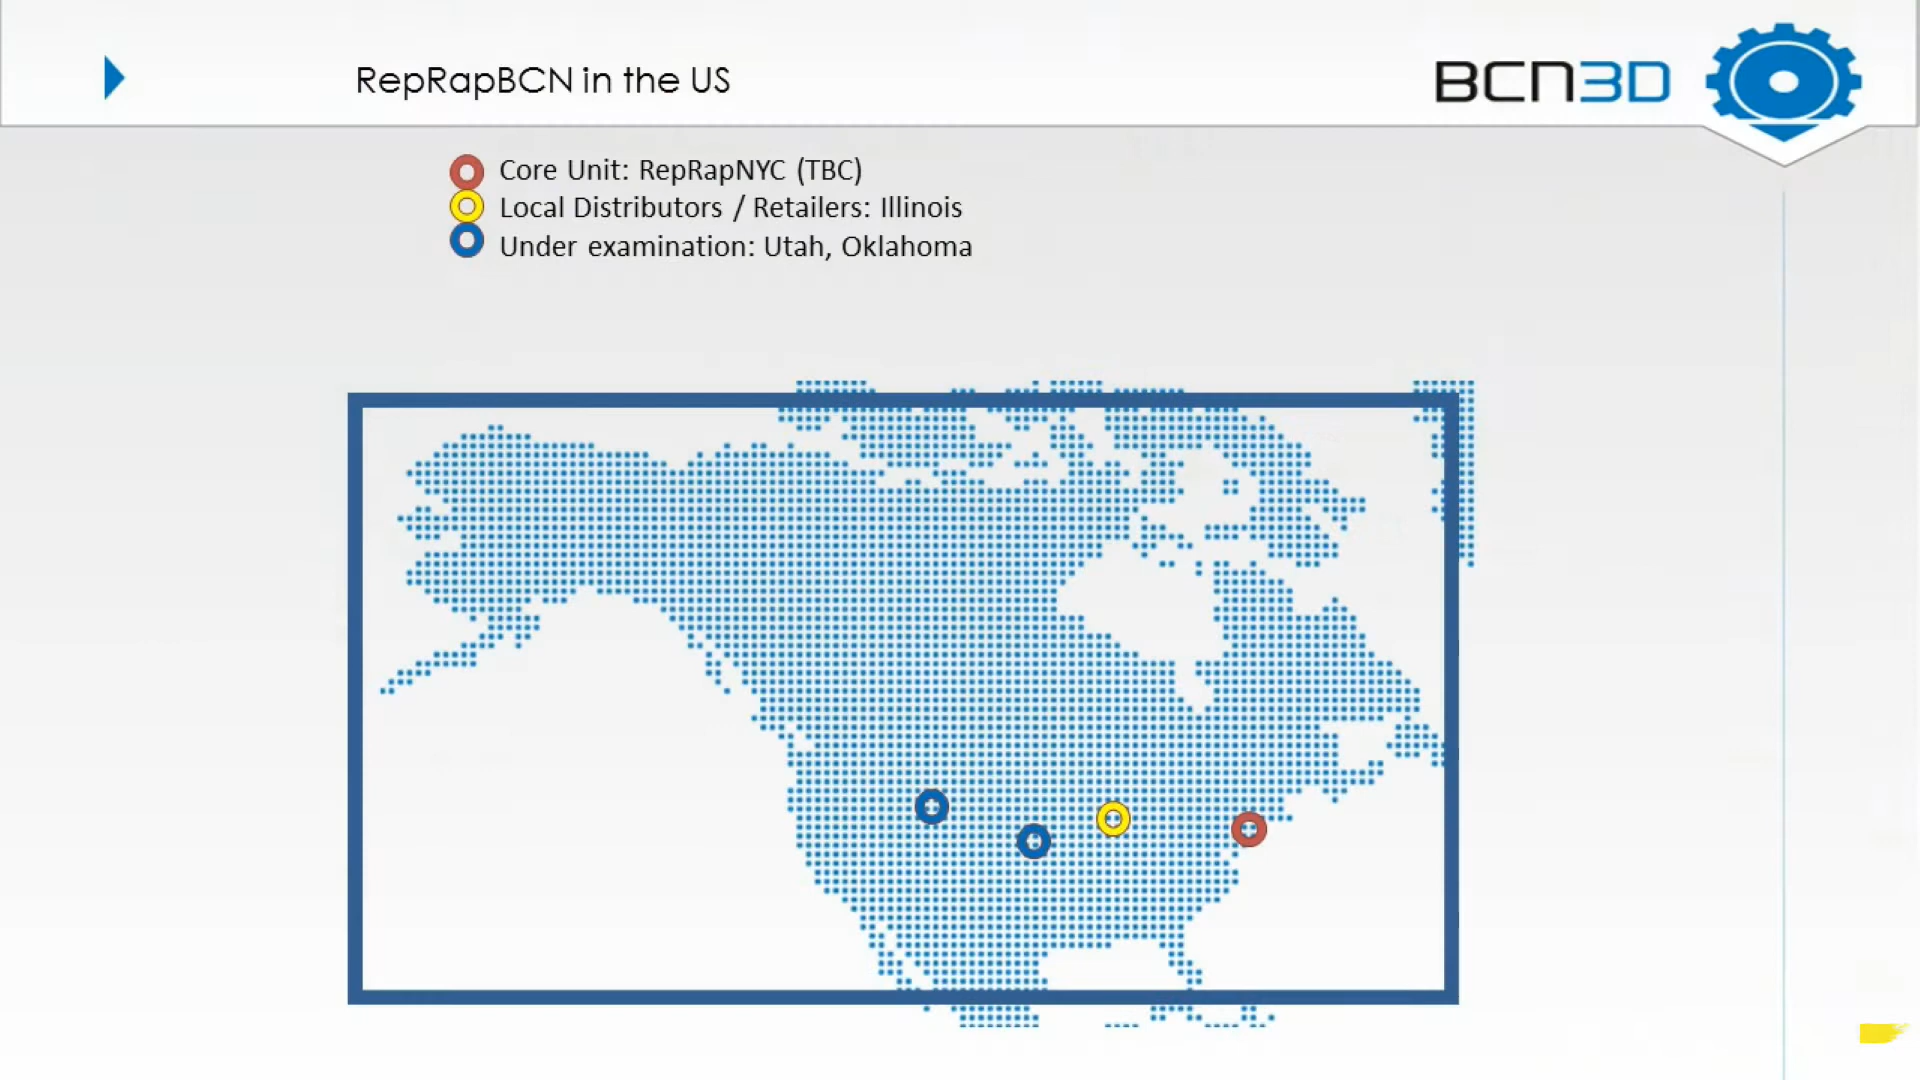 RepRapBCN in the US
BCN3D
Core Unit: RepRapNYC (TBC)
Local Distributors / Retailers: Illinois
Under examination: Utah, Oklahoma